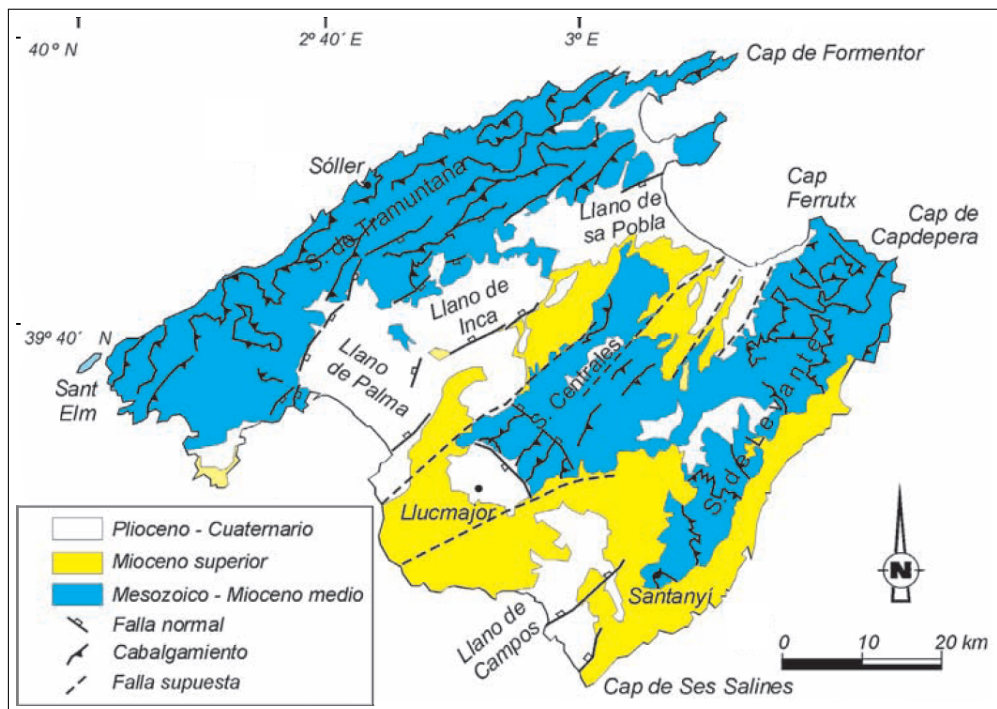 40º N
2º 40´ E
3º E
Cap de Formentor
Sóller
S. de Tramuntana
Cap
Ferrutx
Cap de
Capdepera
Llano de
sa Pobla
Llano de
Inca
39º 40´ N
Llano
de Palma
Sant
Elm
S. Centrales
S. de Levante
Llucmajor
Santanyí
Llano de
Campos
Cap de Ses Salines
Plioceno - Cuaternario
Mioceno superior
Mesozoico - Mioceno medio
Falla normal
Cabalgamiento
Falla supuesta
N
0 10 20 km